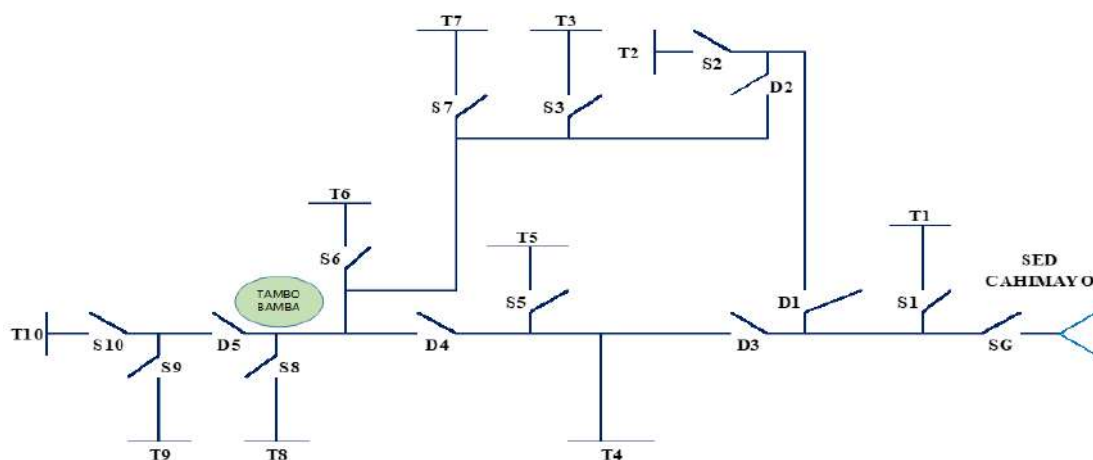 T7
T3
T2
S2
D2
S7
S3
T6
T5
T1
SED
CAHIMAYO
S6
TAMBO
BAMBA
S5
D1
S1
T10
S10
D5
D4
D3
SG
S9
S8
T9
T8
T4